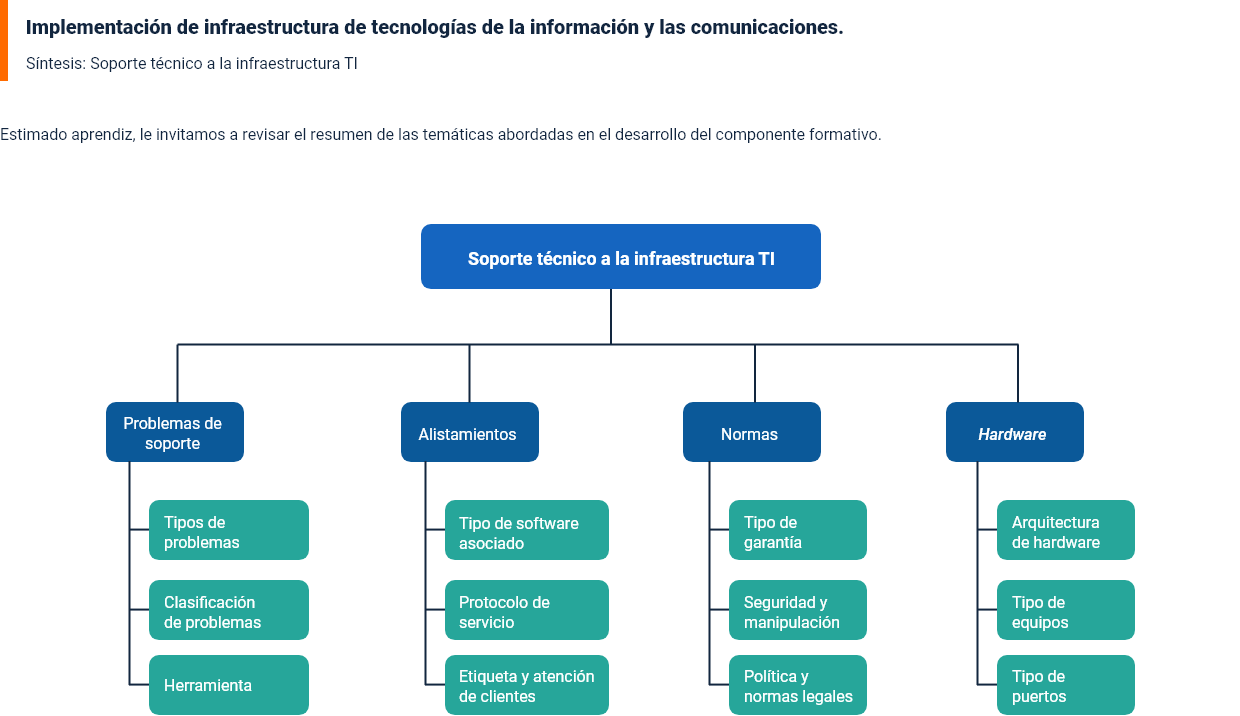 Implementación de infraestructura de tecnologías de la información y las comunicaciones.
Síntesis: Soporte técnico a la infraestructura TI
Estimado aprendiz, le invitamos a revisar el resumen de las temáticas abordadas en el desarrollo del componente formativo.
Soporte técnico a la infraestructura TI
Problemas de
soporte
Tipos de
problemas
Clasificación
de problemas
Herramienta
Alistamientos
Tipo de software
asociado
Protocolo de
servicio
Etiqueta y atención
de clientes
Normas
Tipo de
garantía
Seguridad y
manipulación
Política y
normas legales
Hardware
Arquitectura
de hardware
Tipo de
equipos
Tipo de
puertos